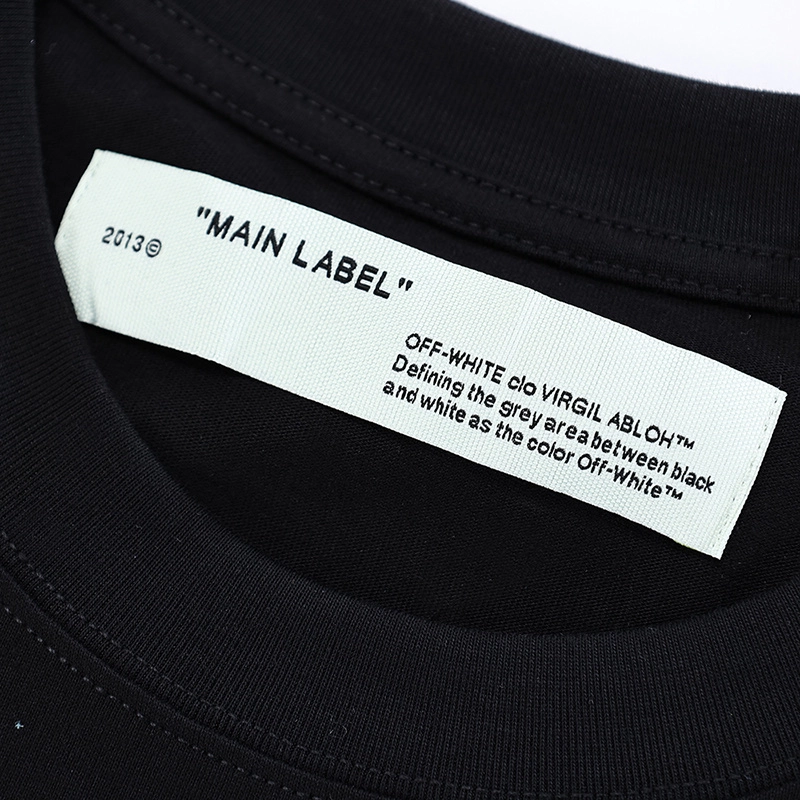 2013©
"MAIN LABEL"
OFF-WHITE c/o VIRGIL ABLOH™
Defining the grey area between black
and white as the color Off-White™